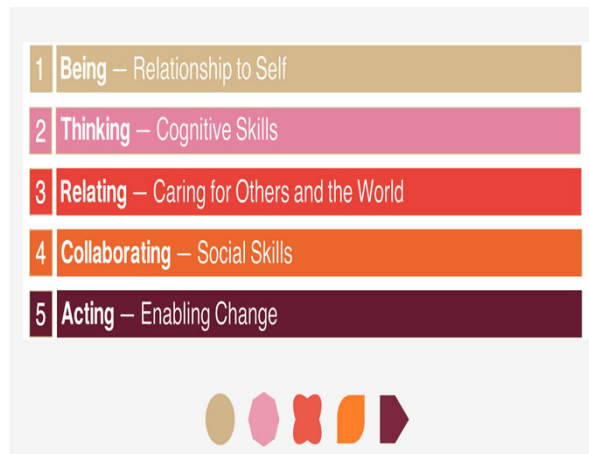 1 Being — Relationship to Self
2 Thinking — Cognitive Skills
3 Relating — Caring for Others and the World
4 Collaborating — Social Skills
5 Acting — Enabling Change